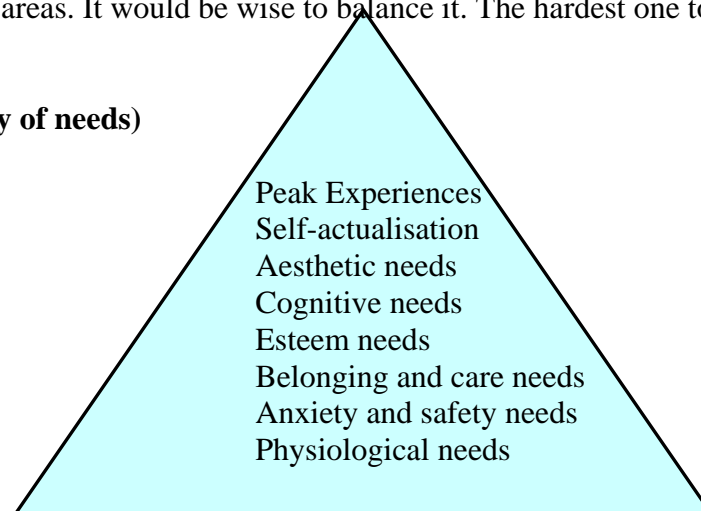 areas. It would be wise to balance it. The hardest one to
y of needs)
Peak Experiences
Self-actualisation
Aesthetic needs
Cognitive needs
Esteem needs
Belonging and care needs
Anxiety and safety needs
Physiological needs